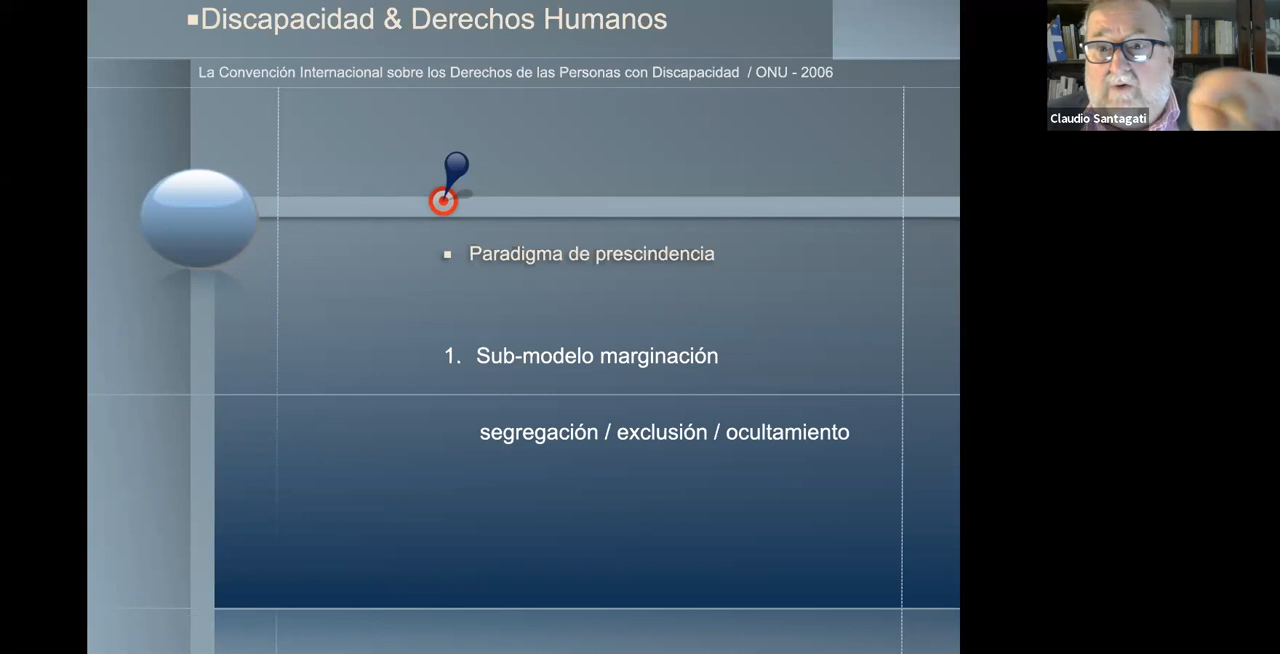 ▪Discapacidad & Derechos Humanos
La Convención Internacional sobre los Derechos de las Personas con Discapacidad / ONU - 2006
▪ Paradigma de prescindencia
1. Sub-modelo marginación
segregación / exclusión / ocultamiento
Claudio Santagati